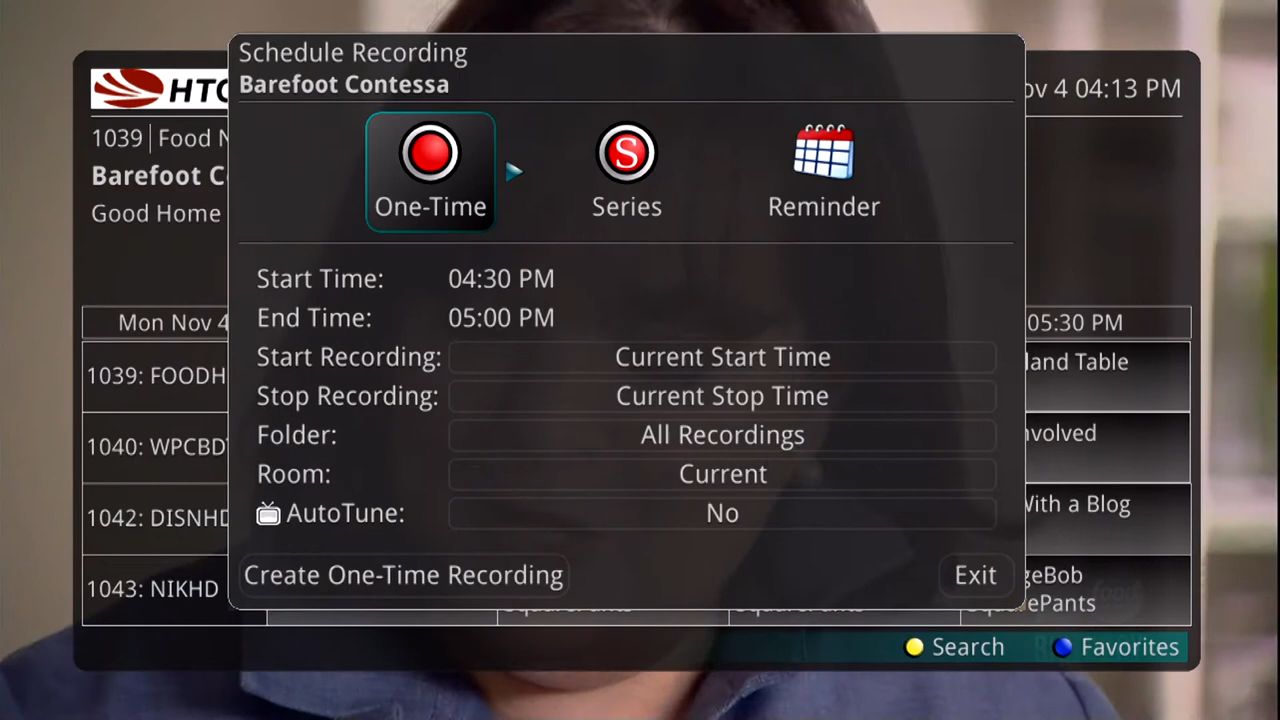 Schedule Recording
Barefoot Contessa
HTC
ov 4 04:13 PM
1039 Food N
Barefoot C
Good Home
One-Time
S
Series
Reminder
Start Time: 04:30 PM
End Time: 05:00 PM
Start Recording: Current Start Time
Stop Recording: Current Stop Time
Folder: All Recordings
Room: Current
AutoTune: No
Create One-Time Recording
Exit
Mon Nov 4
05:30 PM
1039: FOODH
land Table
1040: WPCBD
nvolved
1042: DISNHD
With a Blog
1043: NIKHD
geBob
SquarePants
Search
Favorites